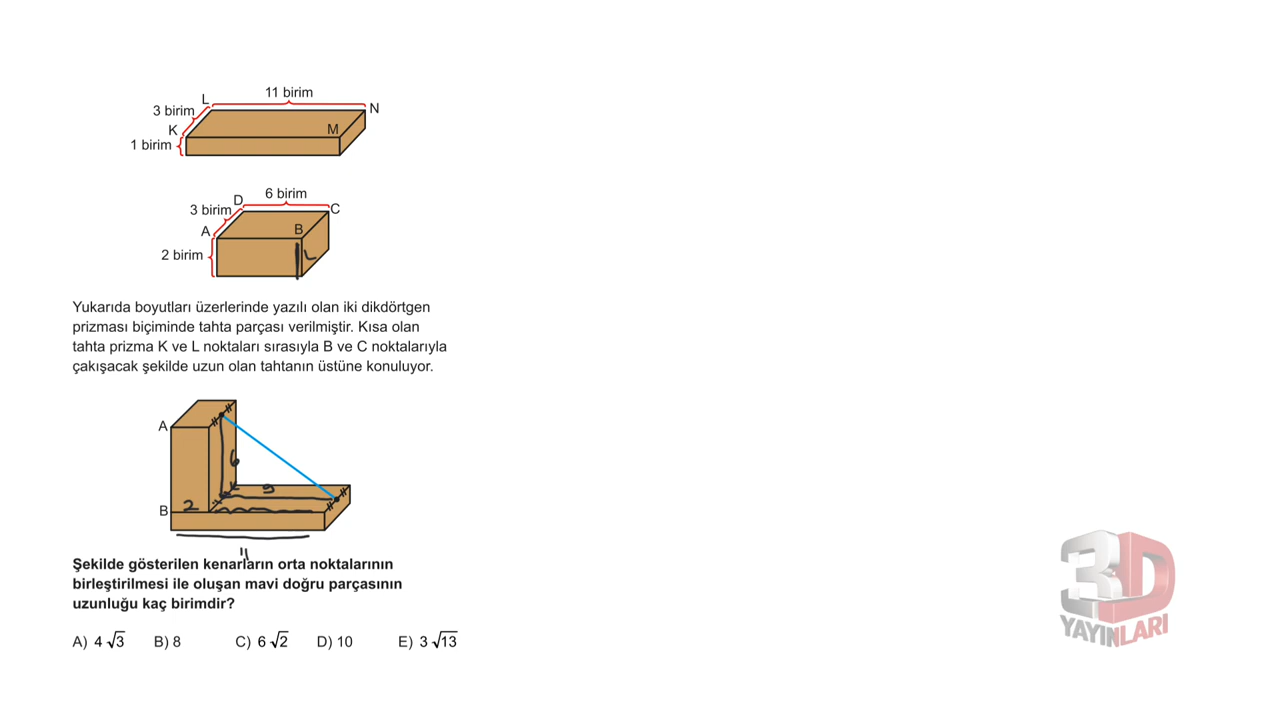 11 birim
L
N
3 birim
K
M
1 birim
6 birim
D
C
3 birim
A
B
2 birim
Yukarıda boyutları üzerlerinde yazılı olan iki dikdörtgen
prizması biçiminde tahta parçası verilmiştir. Kısa olan
tahta prizma K ve L noktaları sırasıyla B ve C noktalarıyla
çakışacak şekilde uzun olan tahtanın üstüne konuluyor.
A
6
9
2
B
11
Şekilde gösterilen kenarların orta noktalarının
birleştirilmesi ile oluşan mavi doğru parçasının
uzunluğu kaç birimdir?
A) 4√3 B) 8 C) 6√2 D) 10 E) 3√13
3D
YAYINLARI